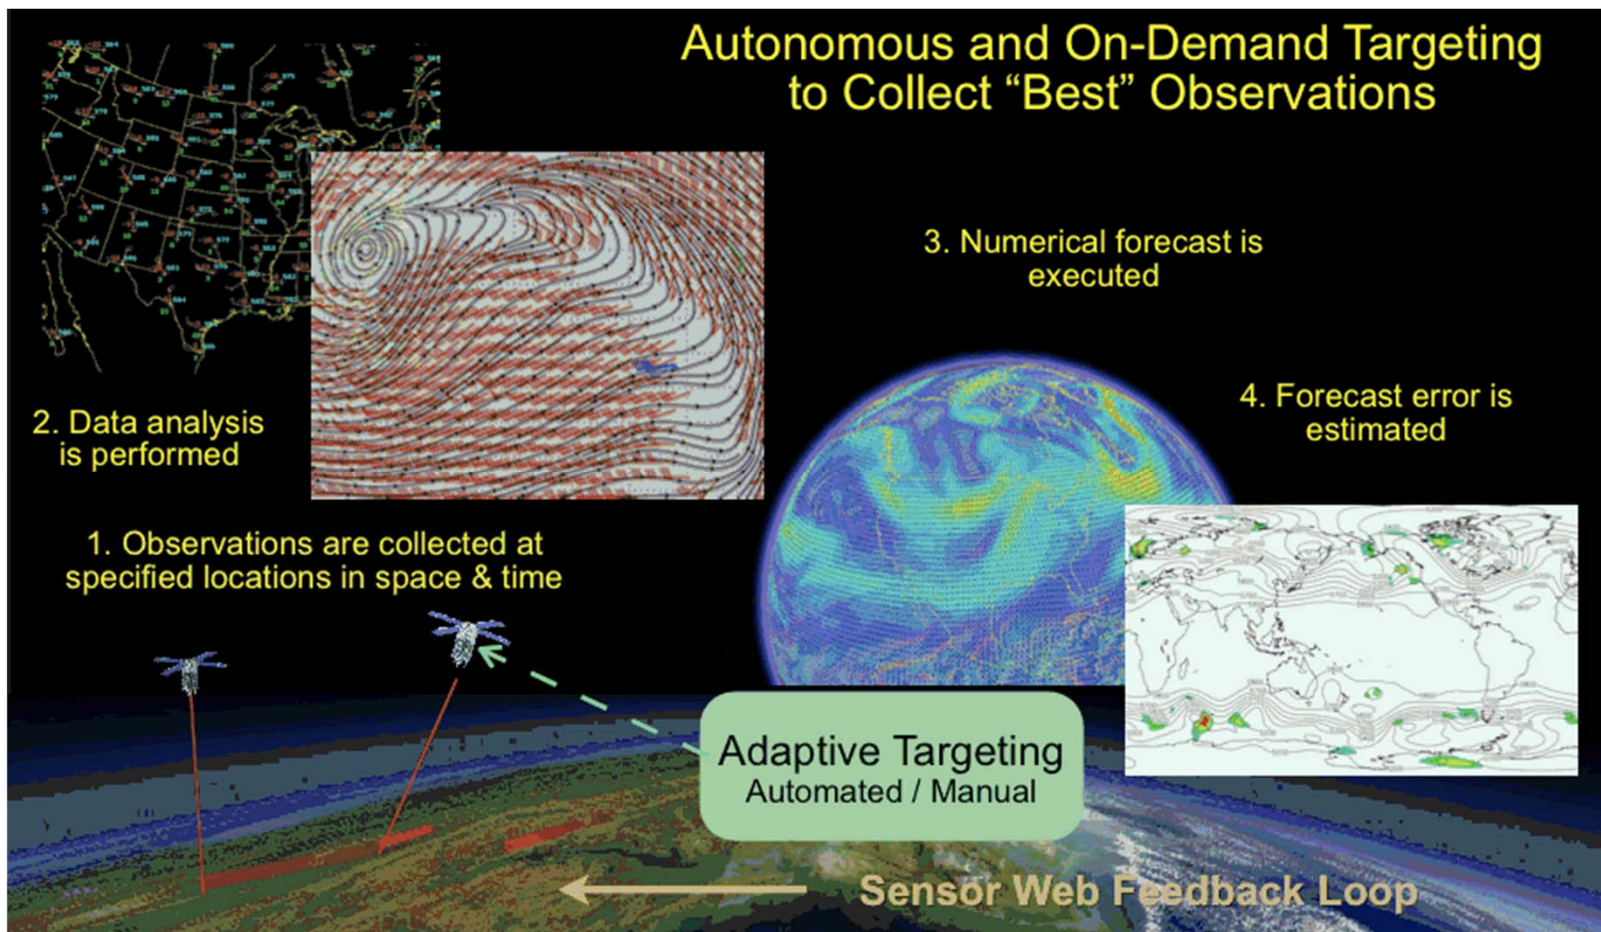 Autonomous and On-Demand Targeting
to Collect “Best” Observations
3. Numerical forecast is
executed
4. Forecast error is
estimated
2. Data analysis
is performed
1. Observations are collected at
specified locations in space & time
Adaptive Targeting
Automated / Manual
Sensor Web Feedback Loop